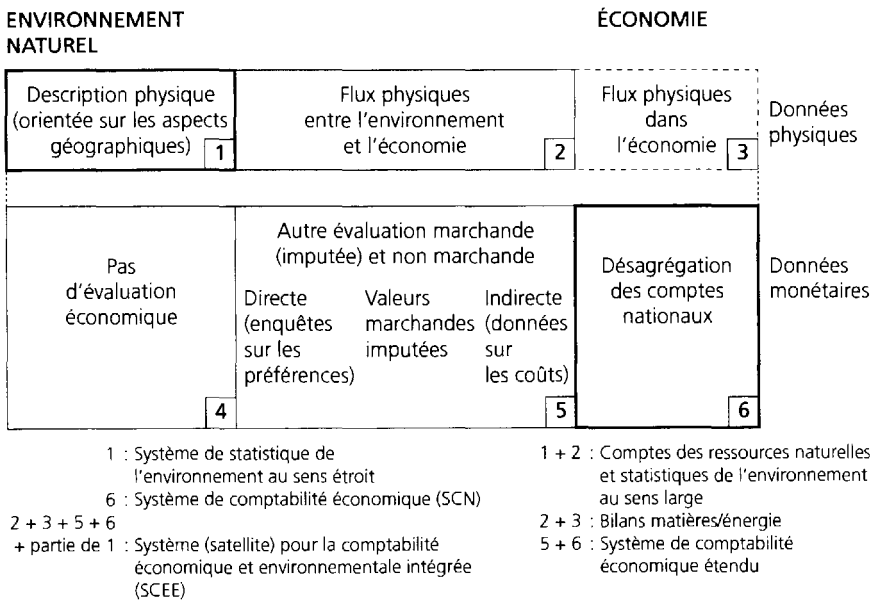 ENVIRONNEMENT
NATUREL
ÉCONOMIE
Description physique
(orientée sur les aspects
géographiques)
1
Flux physiques
entre l'environnement
et l'économie
2
Flux physiques
dans
l'économie
3
Données
physiques
Pas
d'évaluation
économique
4
Autre évaluation marchande
(imputée) et non marchande
Directe
(enquêtes
sur les
préférences)
Valeurs
marchandes
imputées
Indirecte
(données
sur
les coûts)
5
Désagrégation
des comptes
nationaux
6
Données
monétaires
1 : Système de statistique de
l'environnement au sens étroit
6 : Système de comptabilité économique (SCN)
2 + 3 + 5 + 6
+ partie de 1 : Système (satellite) pour la comptabilité
économique et environnementale intégrée
(SCEE)
1 + 2 : Comptes des ressources naturelles
et statistiques de l'environnement
au sens large
2 + 3 : Bilans matières/énergie
5 + 6 : Système de comptabilité
économique étendu